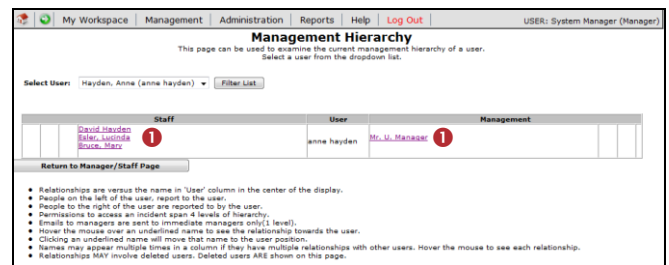 My Workspace Management Administration Reports Help Log Out USER: System Manager (Manager)
Management Hierarchy
This page can be used to examine the current management hierarchy of a user.
Select a user from the dropdown list.
Select User: Hayden, Anne (anne hayden) Filter List
Staff User Management
David Hayden
Esler, Lucinda 1 anne hayden Mr. U. Manager 1
Bruce, Mary
Return to Manager/Staff Page
• Relationships are versus the name in 'User' column in the center of the display.
• People on the left of the user, report to the user.
• People to the right of the user are reported to by the user.
• Permissions to access an incident span 4 levels of hierarchy.
• Emails to managers are sent to immediate managers only(1 level).
• Hover the mouse over an underlined name to see the relationship towards the user.
• Clicking an underlined name will move that name to the user position.
• Names may appear multiple times in a column if they have multiple relationships with other users. Hover the mouse to see each relationship.
• Relationships MAY involve deleted users. Deleted users ARE shown on this page.